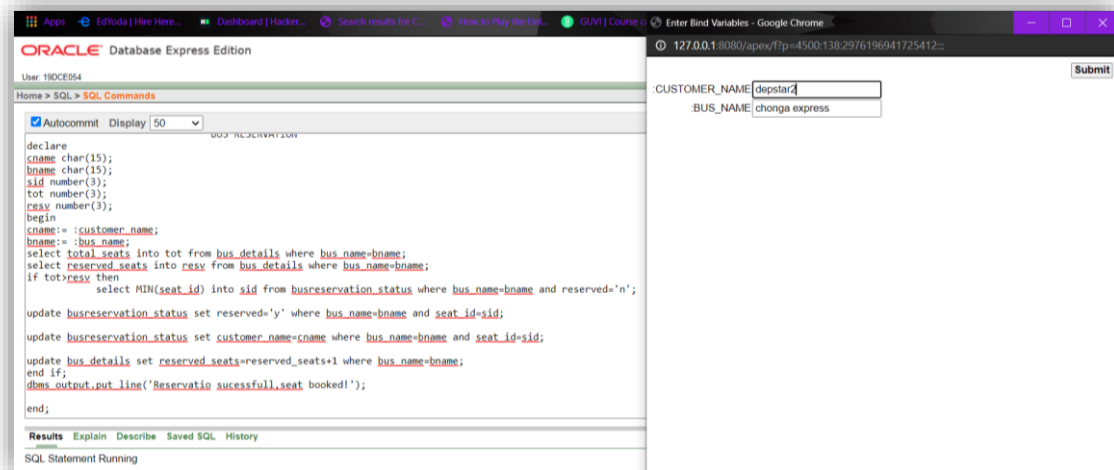 Apps EdYoda | Hire Here... Dashboard | Hacker... Search results for C... How to Play the Uni... GUVI | Course c
Enter Bind Variables - Google Chrome
127.0.0.1:8080/apex/f?p=4500:138:2976196941725412:::
ORACLE Database Express Edition
User: 19DCE054
Home > SQL > SQL Commands
Submit
:CUSTOMER_NAME depstar2
:BUS_NAME chonga express
Autocommit Display 50
BUS RESERVATION
declare
cname char(15);
bname char(15);
sid number(3);
tot number(3);
resv number(3);
begin
cname:= :customer_name;
bname:= :bus_name;
select total_seats into tot from bus_details where bus_name=bname;
select reserved_seats into resv from bus_details where bus_name=bname;
if tot>resv then
select MIN(seat_id) into sid from busreservation_status where bus_name=bname and reserved='n';
update busreservation_status set reserved='y' where bus_name=bname and seat_id=sid;
update busreservation_status set customer_name=cname where bus_name=bname and seat_id=sid;
update bus_details set reserved_seats=reserved_seats+1 where bus_name=bname;
end if;
dbms_output.put_line('Reservatio sucessfull,seat booked!');
end;
Results Explain Describe Saved SQL History
SQL Statement Running